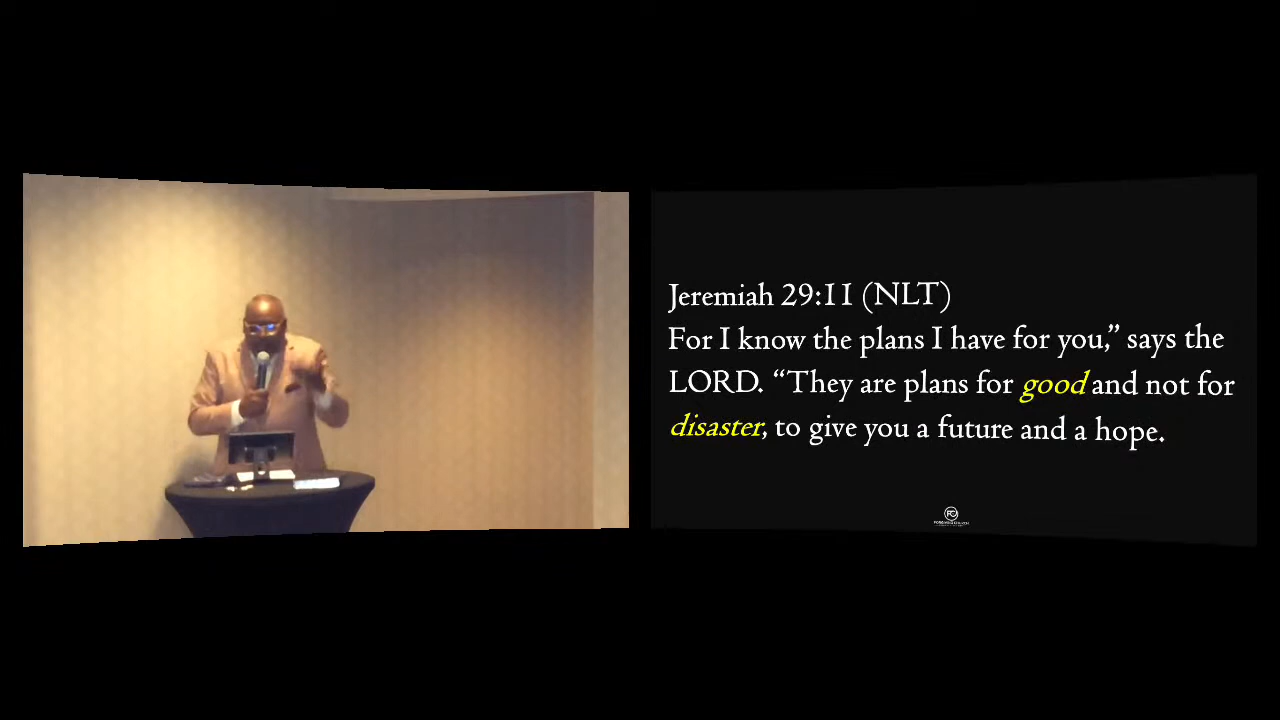 Jeremiah 29:11 (NLT)
For I know the plans I have for you,” says the
LORD. “They are plans for good and not for
disaster, to give you a future and a hope.
FC